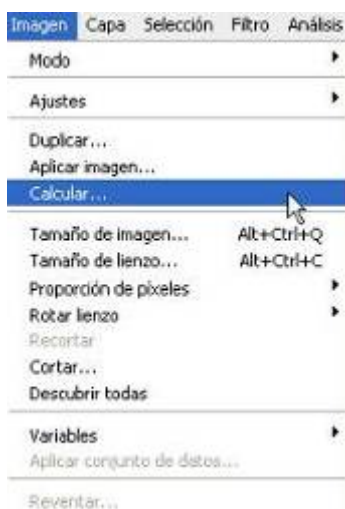 Imagen Capa Selección Filtro Análisis
Modo
Ajustes
Duplicar...
Aplicar imagen...
Calcular...
Tamaño de imagen... Alt+Ctrl+Q
Tamaño de lienzo... Alt+Ctrl+C
Proporción de píxeles
Rotar lienzo
Recortar
Cortar...
Descubrir todas
Variables
Aplicar conjunto de datos...
Reventar...